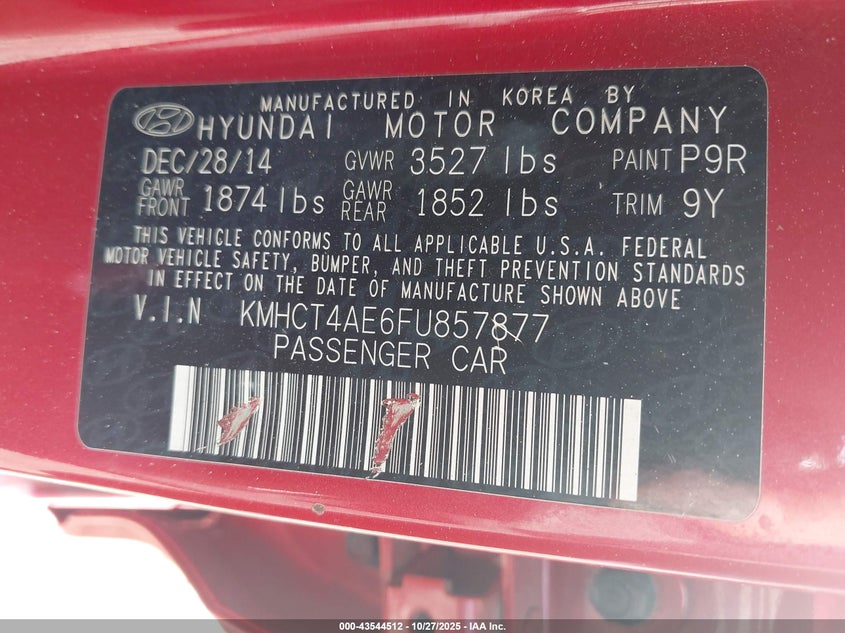 MANUFACTURED IN KOREA BY
HYUNDAI MOTOR COMPANY
DEC/28/14 GVWR 3527 lbs PAINT P9R
GAWR FRONT 1874 lbs GAWR REAR 1852 lbs TRIM 9Y
THIS VEHICLE CONFORMS TO ALL APPLICABLE U.S.A. FEDERAL
MOTOR VEHICLE SAFETY, BUMPER, AND THEFT PREVENTION STANDARDS
IN EFFECT ON THE DATE OF MANUFACTURE SHOWN ABOVE
V.I.N KMHCT4AE6FU857877
PASSENGER CAR
000-43544512 - 10/27/2025 - IAA Inc.